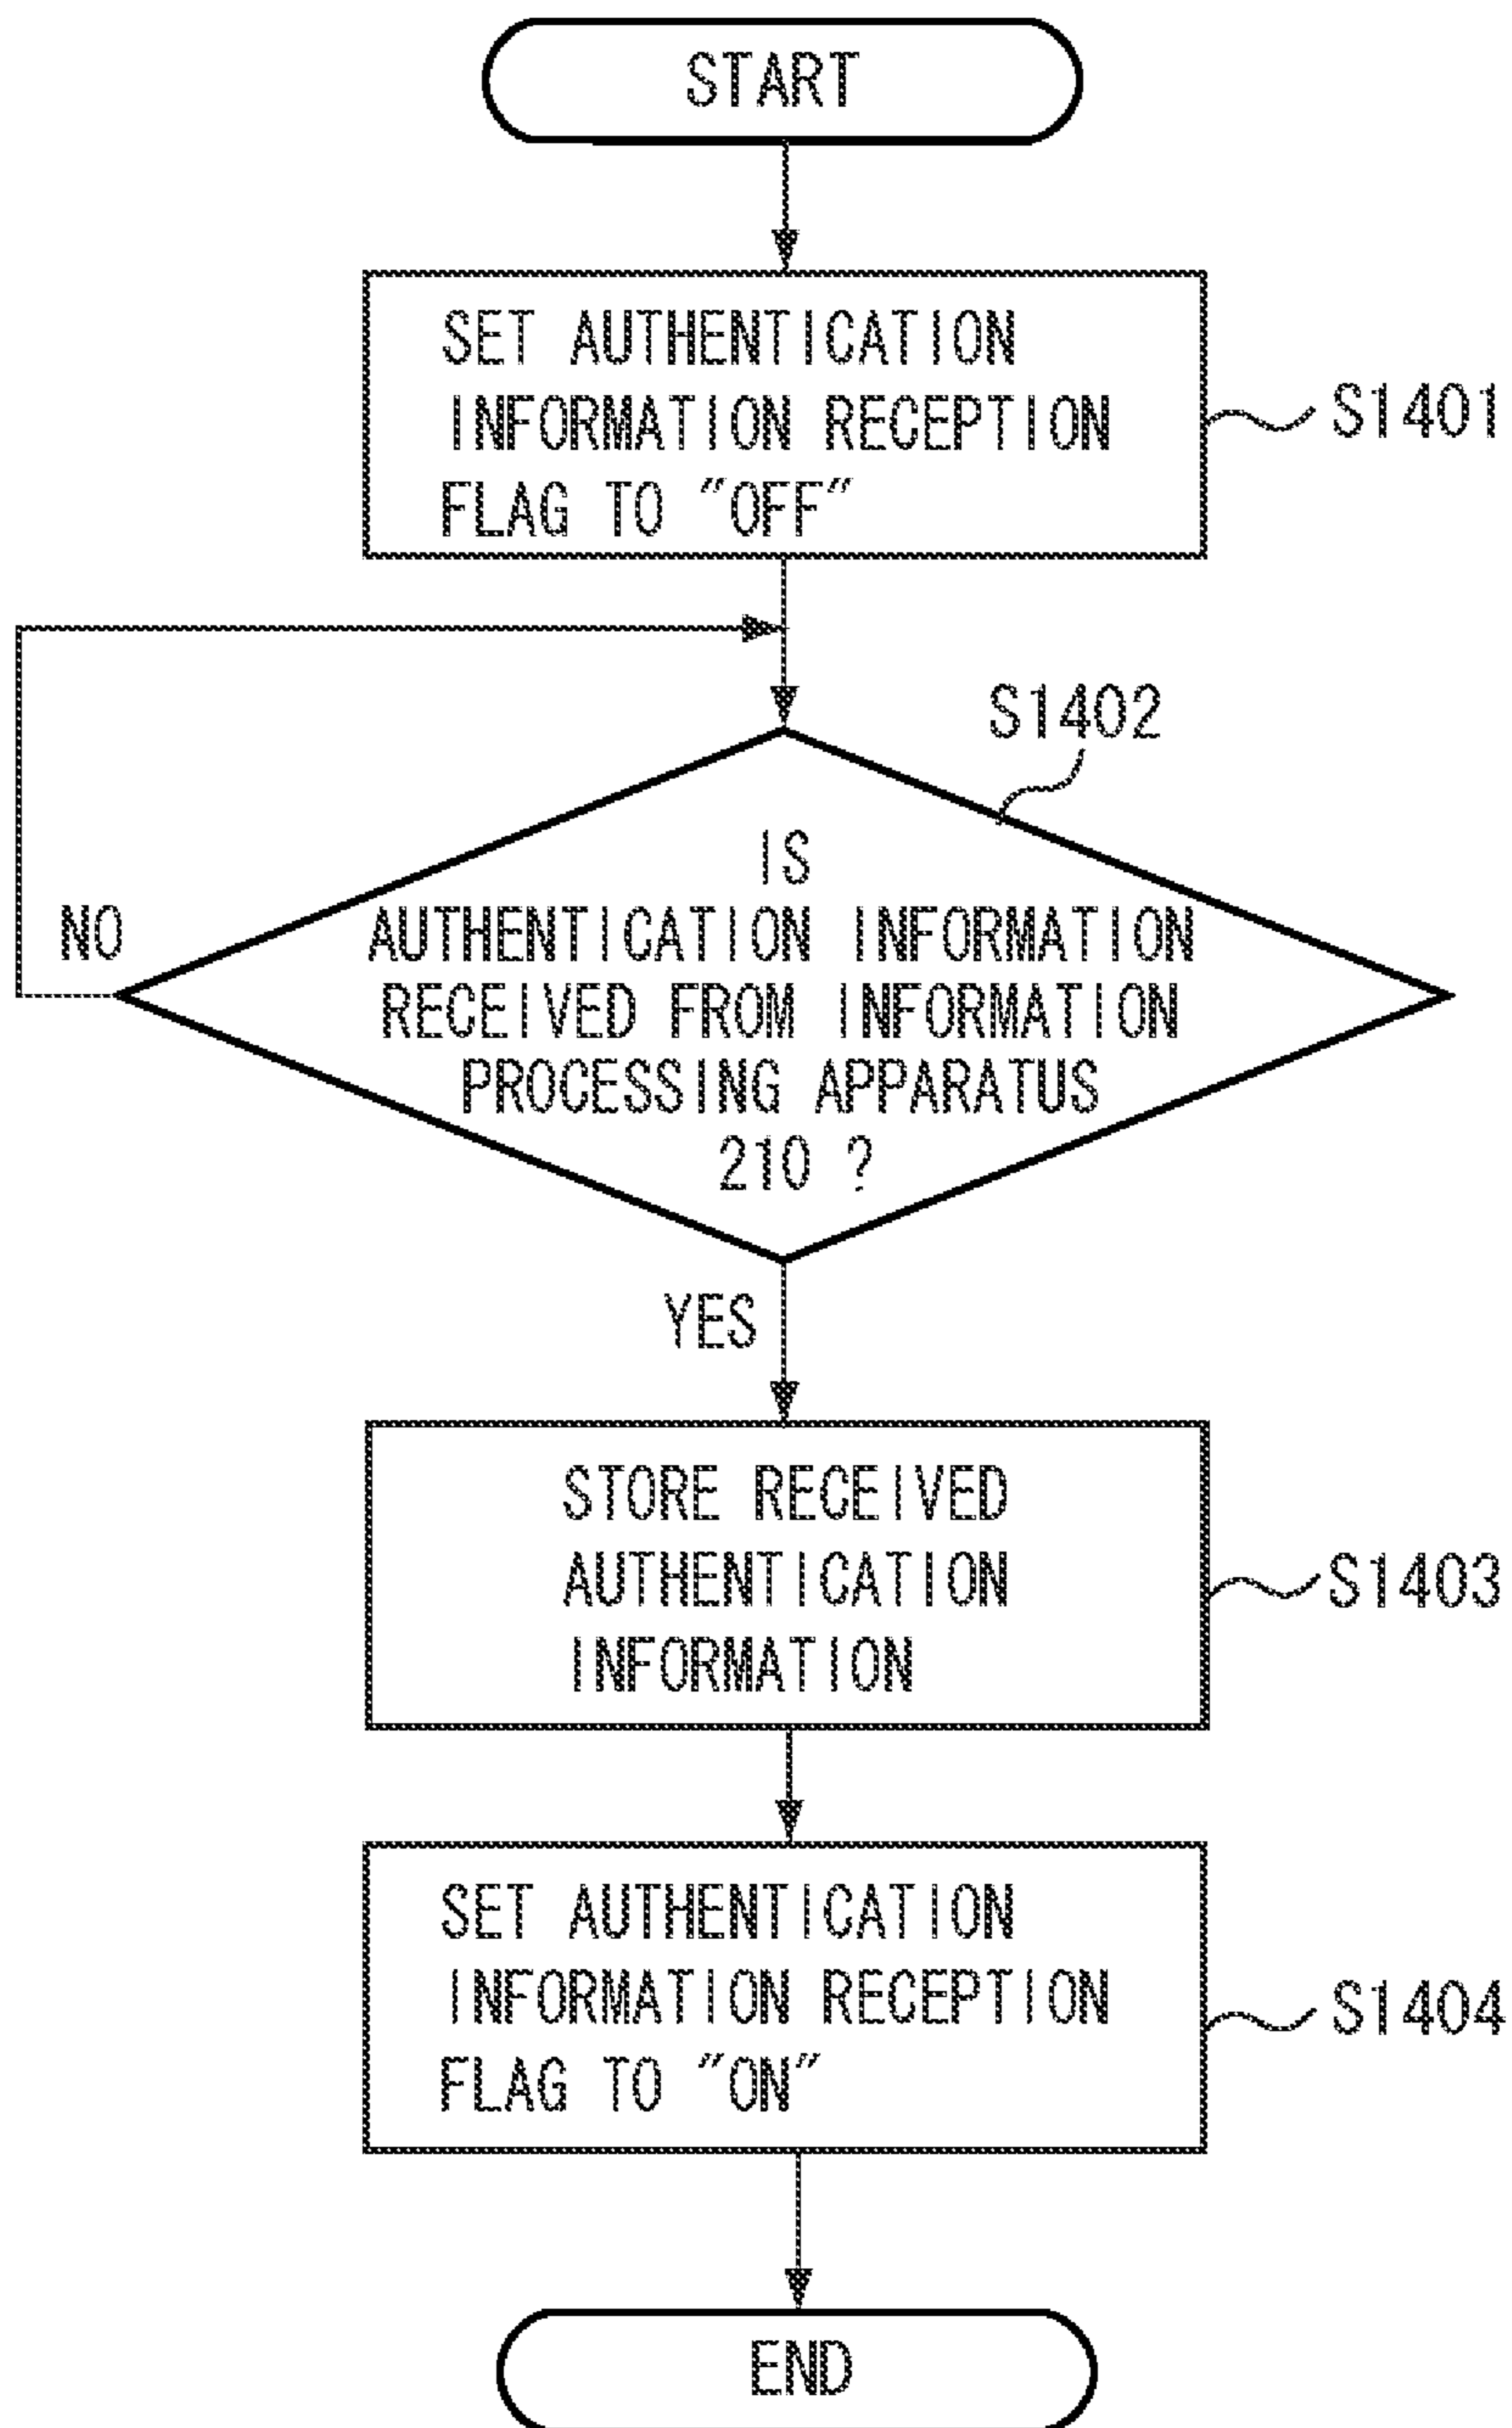 START
SET AUTHENTICATION
INFORMATION RECEPTION
FLAG TO "OFF"
S1401
S1402
IS
AUTHENTICATION INFORMATION
RECEIVED FROM INFORMATION
PROCESSING APPARATUS
210 ?
NO
YES
STORE RECEIVED
AUTHENTICATION
INFORMATION
S1403
SET AUTHENTICATION
INFORMATION RECEPTION
FLAG TO "ON"
S1404
END